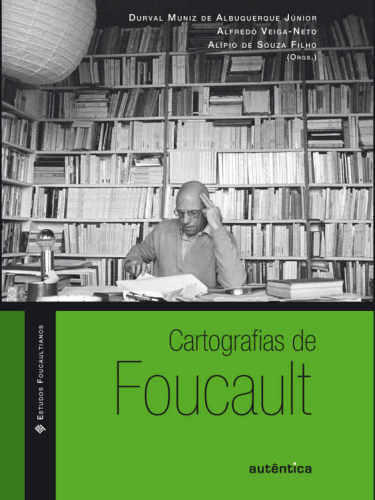 Durval Muniz de Albuquerque Júnior
Alfredo Veiga-Neto
Alípio de Souza Filho
(Orgs.)
Estudos Foucaultianos
Cartografias de
Foucault
autêntica